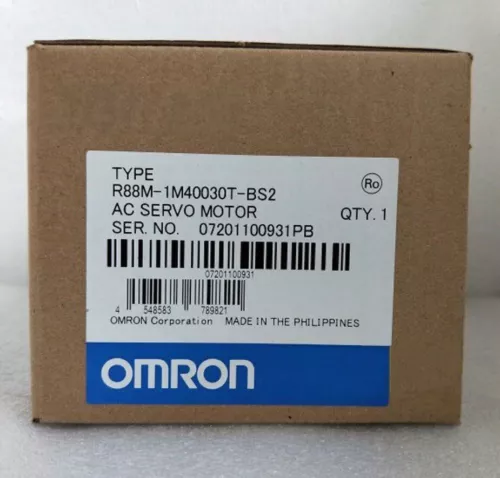 TYPE
R88M-1M40030T-BS2
AC SERVO MOTOR
Ro
QTY. 1
SER. NO. 07201100931PB
07201100931
4 548583 789821
OMRON Corporation MADE IN THE PHILIPPINES
OMRON